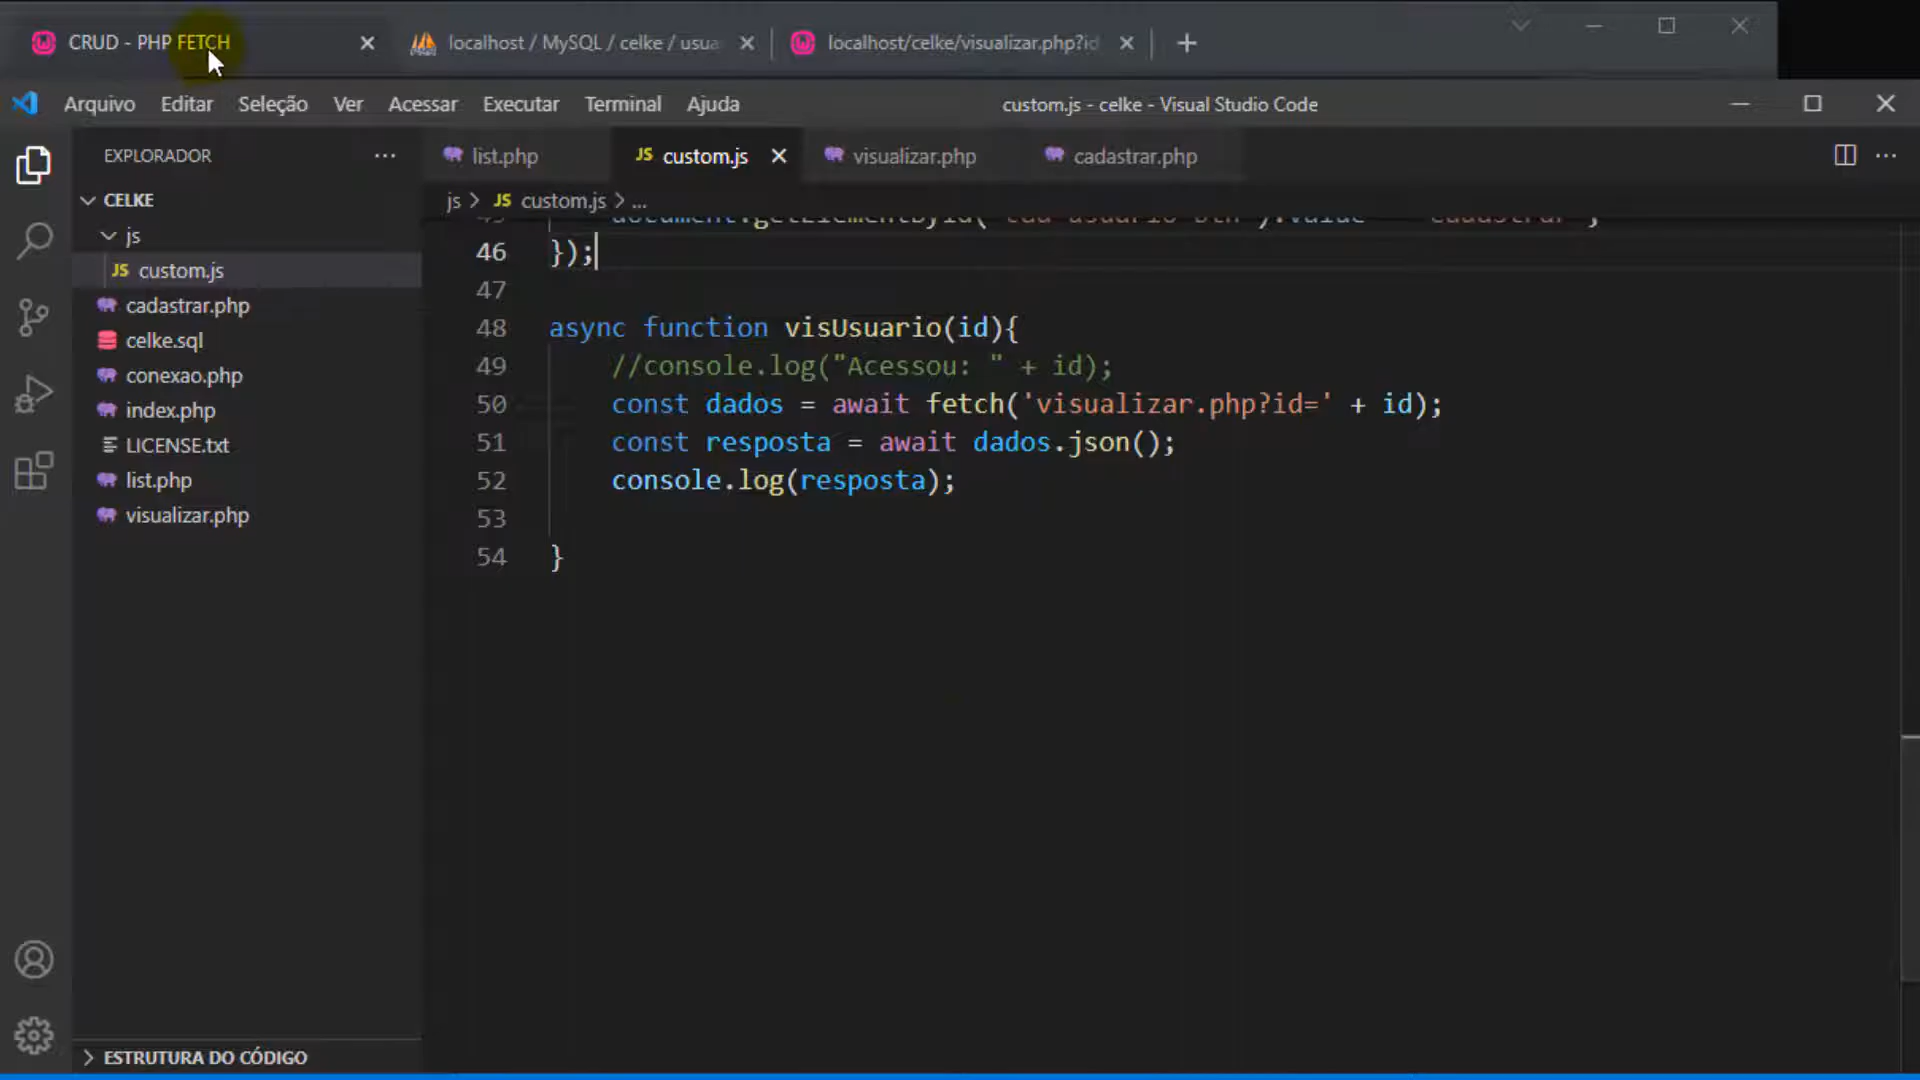 CRUD - PHP FETCH
localhost / MySQL / celke / usua
localhost/celke/visualizar.php?id
Arquivo Editar Seleção Ver Acessar Executar Terminal Ajuda
custom.js - celke - Visual Studio Code
EXPLORADOR
list.php
JS custom.js
visualizar.php
cadastrar.php
CELKE
js > JS custom.js > ...
js
JS custom.js
cadastrar.php
celke.sql
conexao.php
index.php
LICENSE.txt
list.php
visualizar.php
46 });
47
48 async function visUsuario(id){
49 //console.log("Acessou: " + id);
50 const dados = await fetch('visualizar.php?id=' + id);
51 const resposta = await dados.json();
52 console.log(resposta);
53
54 }
ESTRUTURA DO CÓDIGO